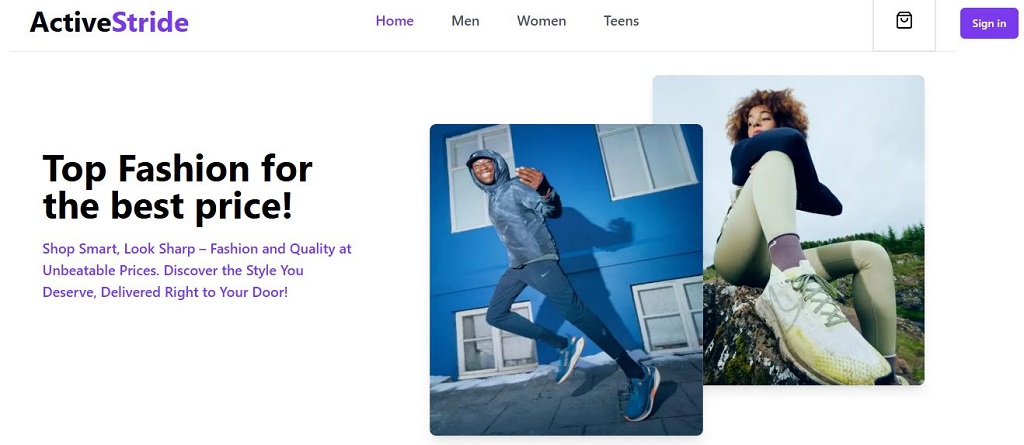 ActiveStride
Home Men Women Teens
Sign in
Top Fashion for
the best price!
Shop Smart, Look Sharp – Fashion and Quality at
Unbeatable Prices. Discover the Style You
Deserve, Delivered Right to Your Door!